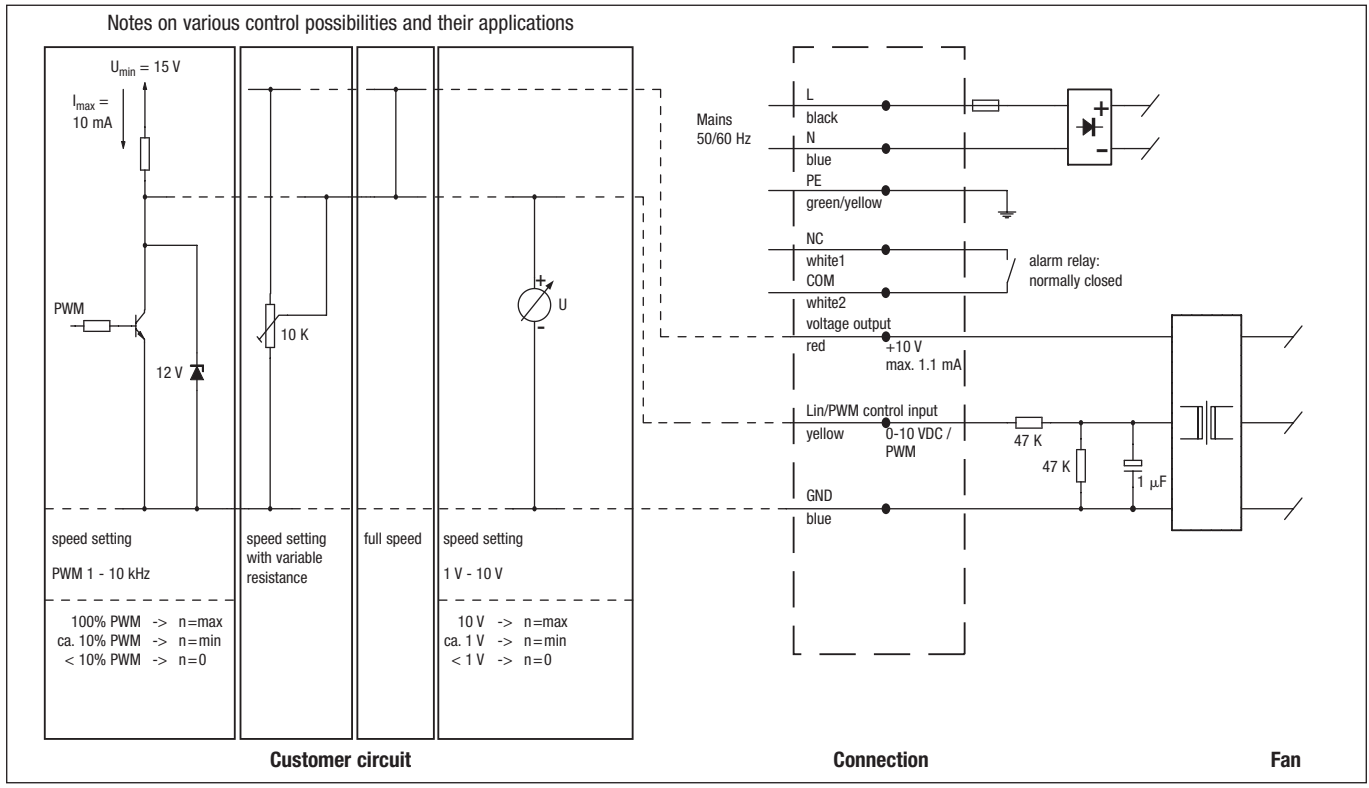 Notes on various control possibilities and their applications
Umin = 15 V
Imax =
10 mA
PWM
12 V
speed setting
PWM 1 - 10 kHz
100% PWM -> n=max
ca. 10% PWM -> n=min
< 10% PWM -> n=0
10 K
speed setting
with variable
resistance
full speed
+
U
-
speed setting
1 V - 10 V
10 V -> n=max
ca. 1 V -> n=min
< 1 V -> n=0
Mains
50/60 Hz
L
black
N
blue
PE
green/yellow
NC
white1
COM
white2
voltage output
red
+10 V
max. 1.1 mA
Lin/PWM control input
yellow
0-10 VDC /
PWM
GND
blue
+
-
alarm relay:
normally closed
47 K
47 K
1 μF
Customer circuit
Connection
Fan